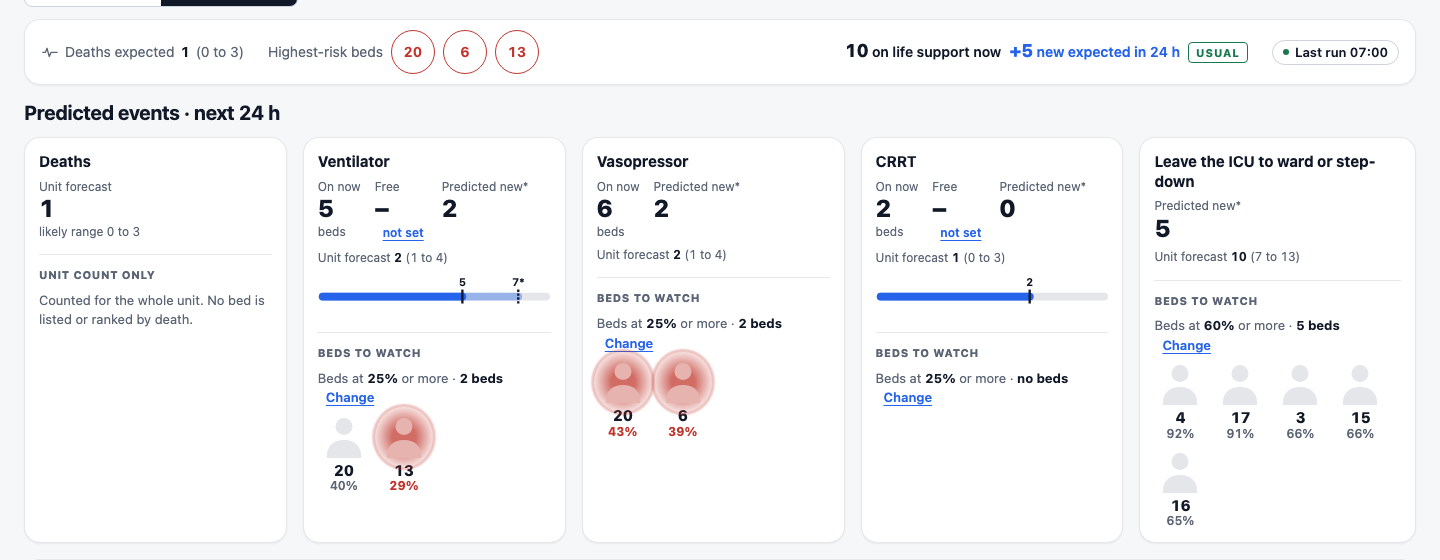 Deaths expected 1 (0 to 3) Highest-risk beds 20 6 13 10 on life support now +5 new expected in 24 h USUAL Last run 07:00
Predicted events · next 24 h
Deaths
Unit forecast
1
likely range 0 to 3
UNIT COUNT ONLY
Counted for the whole unit. No bed is
listed or ranked by death.
Ventilator
On now Free Predicted new*
5 – 2
beds not set
Unit forecast 2 (1 to 4)
5 7*
BEDS TO WATCH
Beds at 25% or more · 2 beds
Change
20 13
40% 29%
Vasopressor
On now Predicted new*
6 2
beds
Unit forecast 2 (1 to 4)
BEDS TO WATCH
Beds at 25% or more · 2 beds
Change
20 6
43% 39%
CRRT
On now Free Predicted new*
2 – 0
beds not set
Unit forecast 1 (0 to 3)
2
BEDS TO WATCH
Beds at 25% or more · no beds
Change
Leave the ICU to ward or step-
down
Predicted new*
5
Unit forecast 10 (7 to 13)
BEDS TO WATCH
Beds at 60% or more · 5 beds
Change
4 17 3 15
92% 91% 66% 66%
16
65%